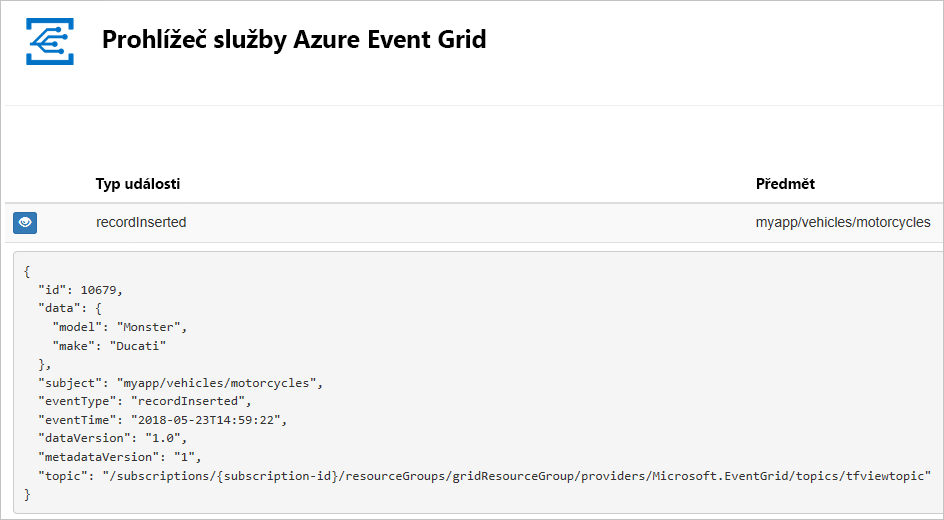 Prohlížeč služby Azure Event Grid
Typ události Předmět
recordInserted myapp/vehicles/motorcycles
{
  "id": 10679,
  "data": {
    "model": "Monster",
    "make": "Ducati"
  },
  "subject": "myapp/vehicles/motorcycles",
  "eventType": "recordInserted",
  "eventTime": "2018-05-23T14:59:22",
  "dataVersion": "1.0",
  "metadataVersion": "1",
  "topic": "/subscriptions/{subscription-id}/resourceGroups/gridResourceGroup/providers/Microsoft.EventGrid/topics/tfviewtopic"
}